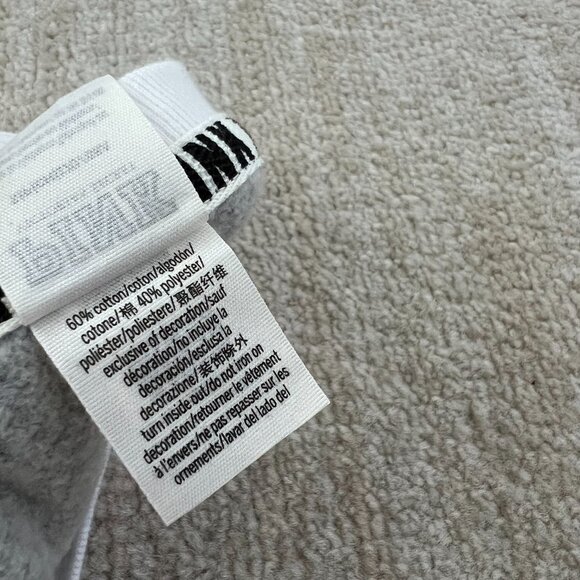 NK
60% cotton/coton/algodón/
cotone/棉 40% polyester/
poliéster/poliestere/聚酯纤维
exclusive of decoration/sauf
décoration/no incluye la
decoración/esclusa la
decorazione/装饰除外
turn inside out/do not iron on
decoration/retourner le vêtement
à l'envers/ne pas repasser sur les
ornements/lavar del lado del